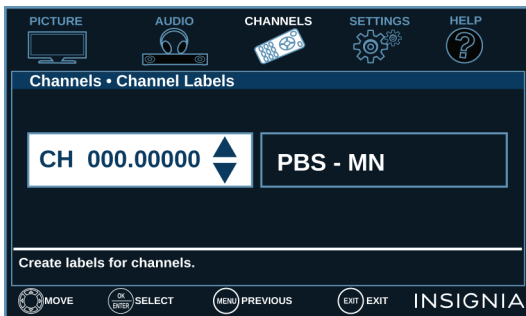 PICTURE AUDIO CHANNELS SETTINGS HELP
?
Channels • Channel Labels
CH 000.00000 PBS - MN
Create labels for channels.
MOVE OK ENTER SELECT MENU PREVIOUS EXIT EXIT INSIGNIA